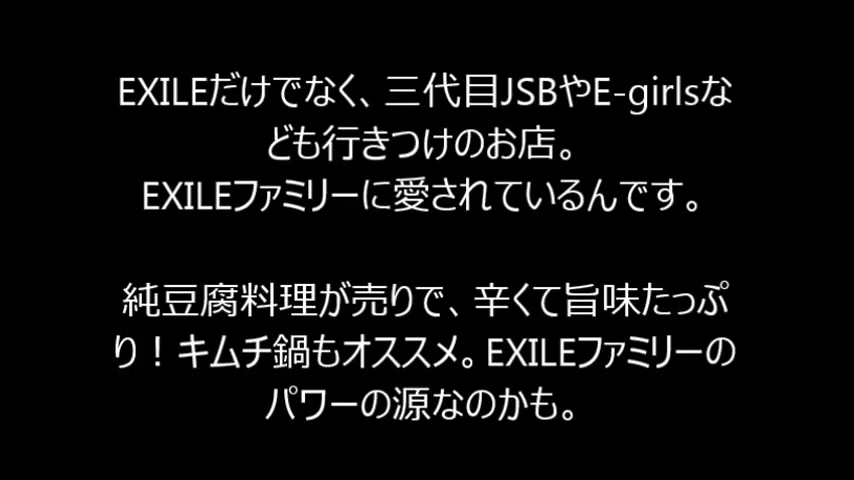 EXILEだけでなく、三代目JSBやE-girlsな
ども行きつけのお店。
EXILEファミリーに愛されているんです。
純豆腐料理が売りで、辛くて旨味たっぷ
り！キムチ鍋もオススメ。EXILEファミリーの
パワーの源なのかも。